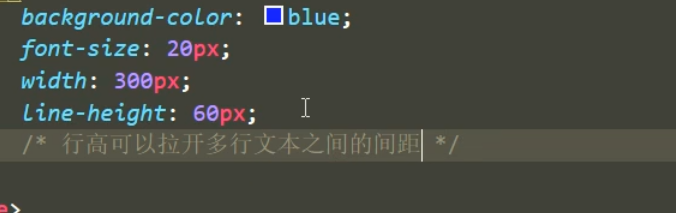 background-color: blue;
font-size: 20px;
width: 300px;
line-height: 60px;
/* 行高可以拉开多行文本之间的间距 */
e>